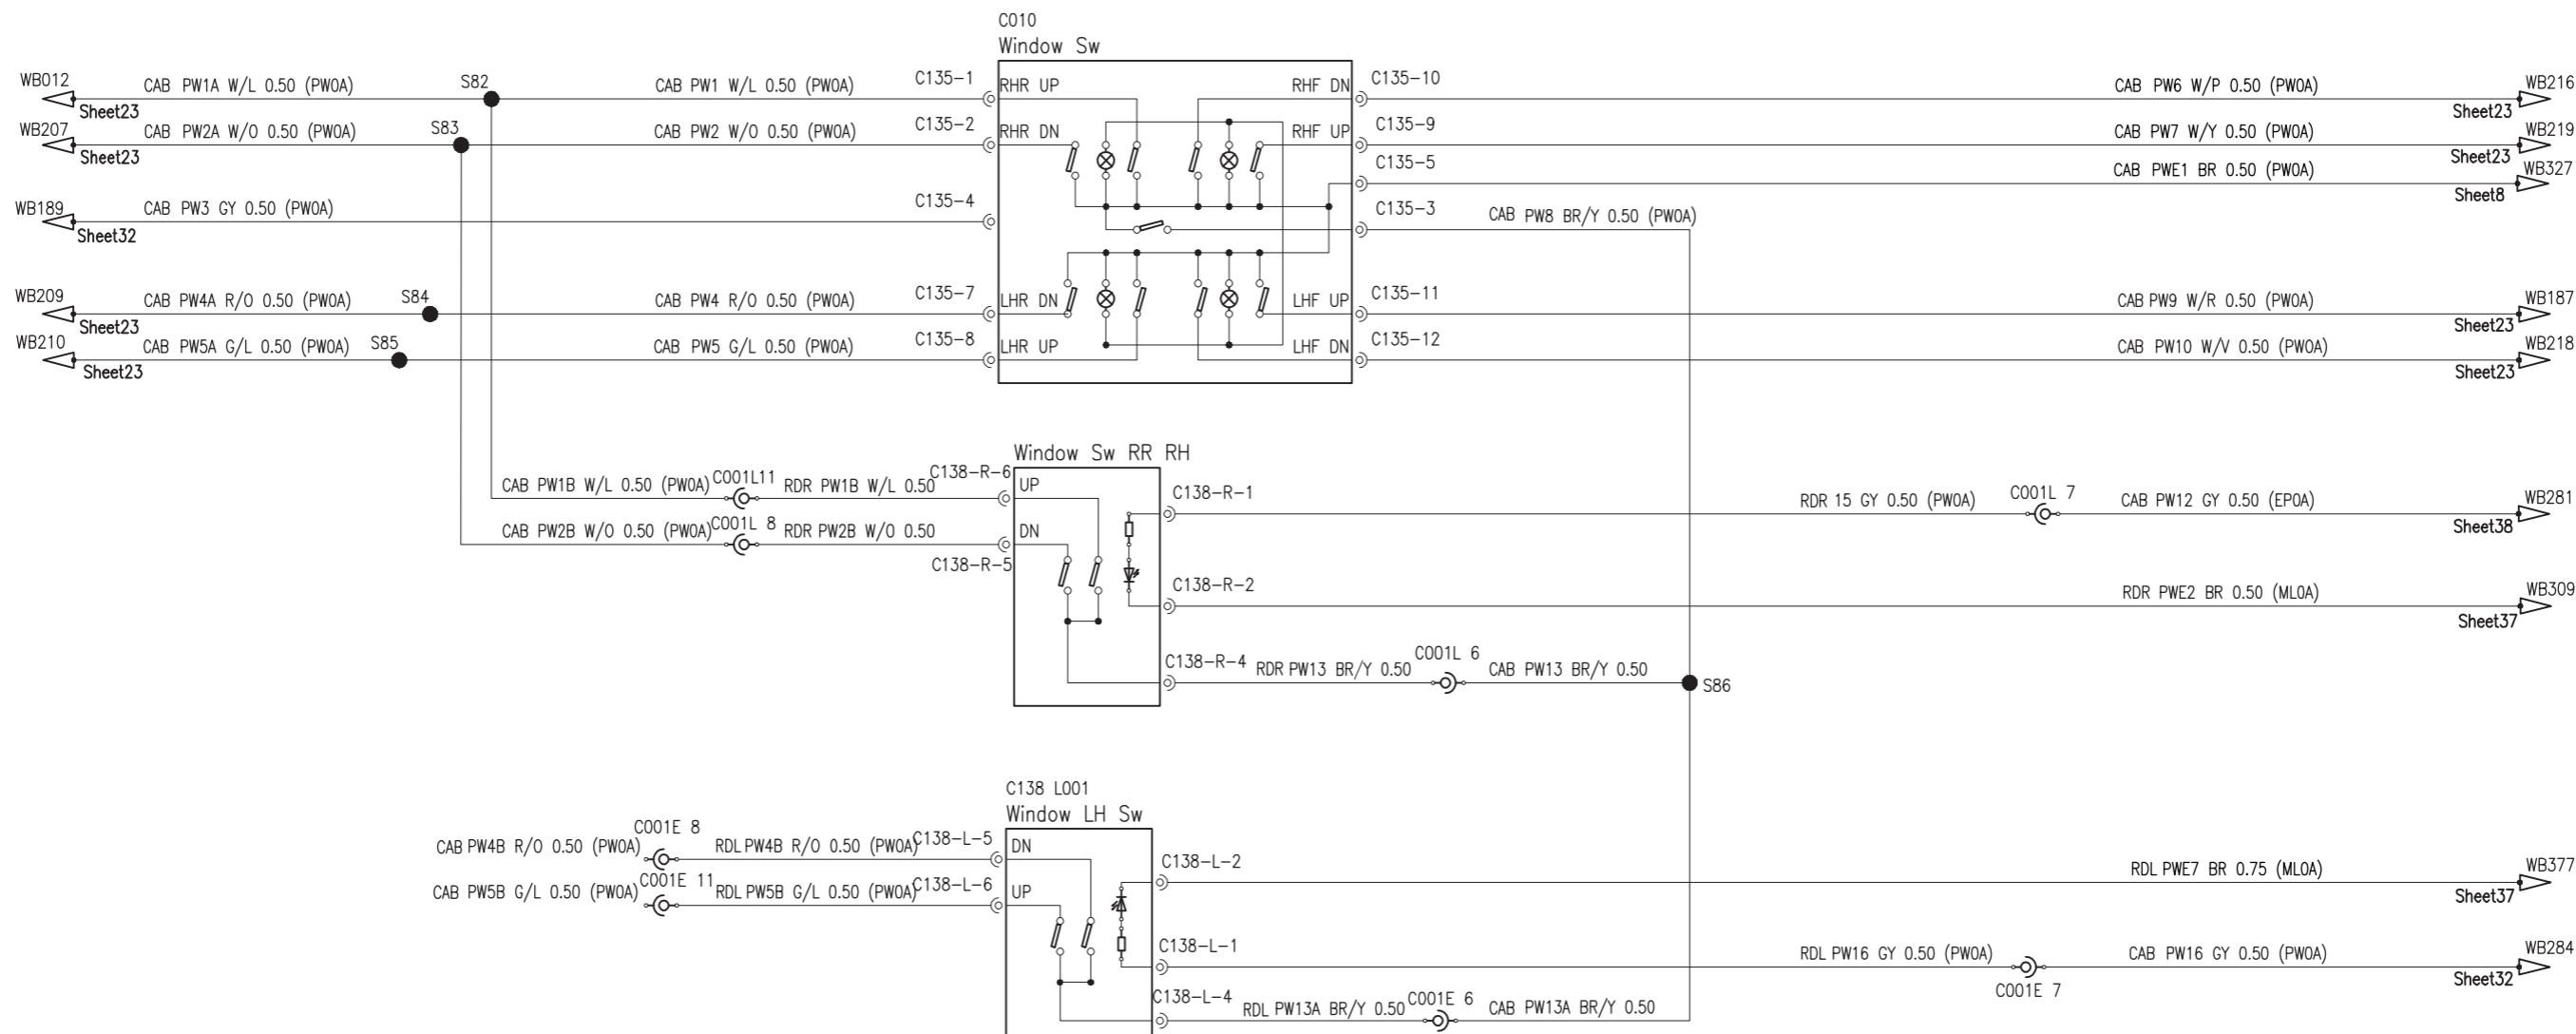 C010
Window Sw
WB012
CAB PW1A W/L 0.50 (PW0A)
S82
CAB PW1 W/L 0.50 (PW0A)
C135-1
RHR UP
RHF DN
C135-10
CAB PW6 W/P 0.50 (PW0A)
WB216
Sheet23
Sheet23
WB207
CAB PW2A W/O 0.50 (PW0A)
S83
CAB PW2 W/O 0.50 (PW0A)
C135-2
RHR DN
RHF UP
C135-9
CAB PW7 W/Y 0.50 (PW0A)
WB219
Sheet23
Sheet23
C135-5
CAB PWE1 BR 0.50 (PW0A)
WB327
Sheet8
WB189
CAB PW3 GY 0.50 (PW0A)
C135-4
C135-3
CAB PW8 BR/Y 0.50 (PW0A)
Sheet32
WB209
CAB PW4A R/O 0.50 (PW0A)
S84
CAB PW4 R/O 0.50 (PW0A)
C135-7
LHR DN
LHF UP
C135-11
CAB PW9 W/R 0.50 (PW0A)
WB187
Sheet23
Sheet23
WB210
CAB PW5A G/L 0.50 (PW0A)
S85
CAB PW5 G/L 0.50 (PW0A)
C135-8
LHR UP
LHF DN
C135-12
CAB PW10 W/V 0.50 (PW0A)
WB218
Sheet23
Sheet23
Window Sw RR RH
CAB PW1B W/L 0.50 (PW0A)
C001L11
RDR PW1B W/L 0.50
C138-R-6
UP
C138-R-1
RDR 15 GY 0.50 (PW0A)
C001L 7
CAB PW12 GY 0.50 (EP0A)
WB281
Sheet38
CAB PW2B W/O 0.50 (PW0A)
C001L 8
RDR PW2B W/O 0.50
DN
C138-R-5
C138-R-2
RDR PWE2 BR 0.50 (ML0A)
WB309
Sheet37
C138-R-4
RDR PW13 BR/Y 0.50
C001L 6
CAB PW13 BR/Y 0.50
S86
C138 L001
Window LH Sw
CAB PW4B R/O 0.50 (PW0A)
C001E 8
RDL PW4B R/O 0.50 (PW0A)
C138-L-5
DN
C138-L-2
RDL PWE7 BR 0.75 (ML0A)
WB377
Sheet37
CAB PW5B G/L 0.50 (PW0A)
C001E 11
RDL PW5B G/L 0.50 (PW0A)
C138-L-6
UP
C138-L-1
RDL PW16 GY 0.50 (PW0A)
C001E 7
CAB PW16 GY 0.50 (PW0A)
WB284
Sheet32
C138-L-4
RDL PW13A BR/Y 0.50
C001E 6
CAB PW13A BR/Y 0.50